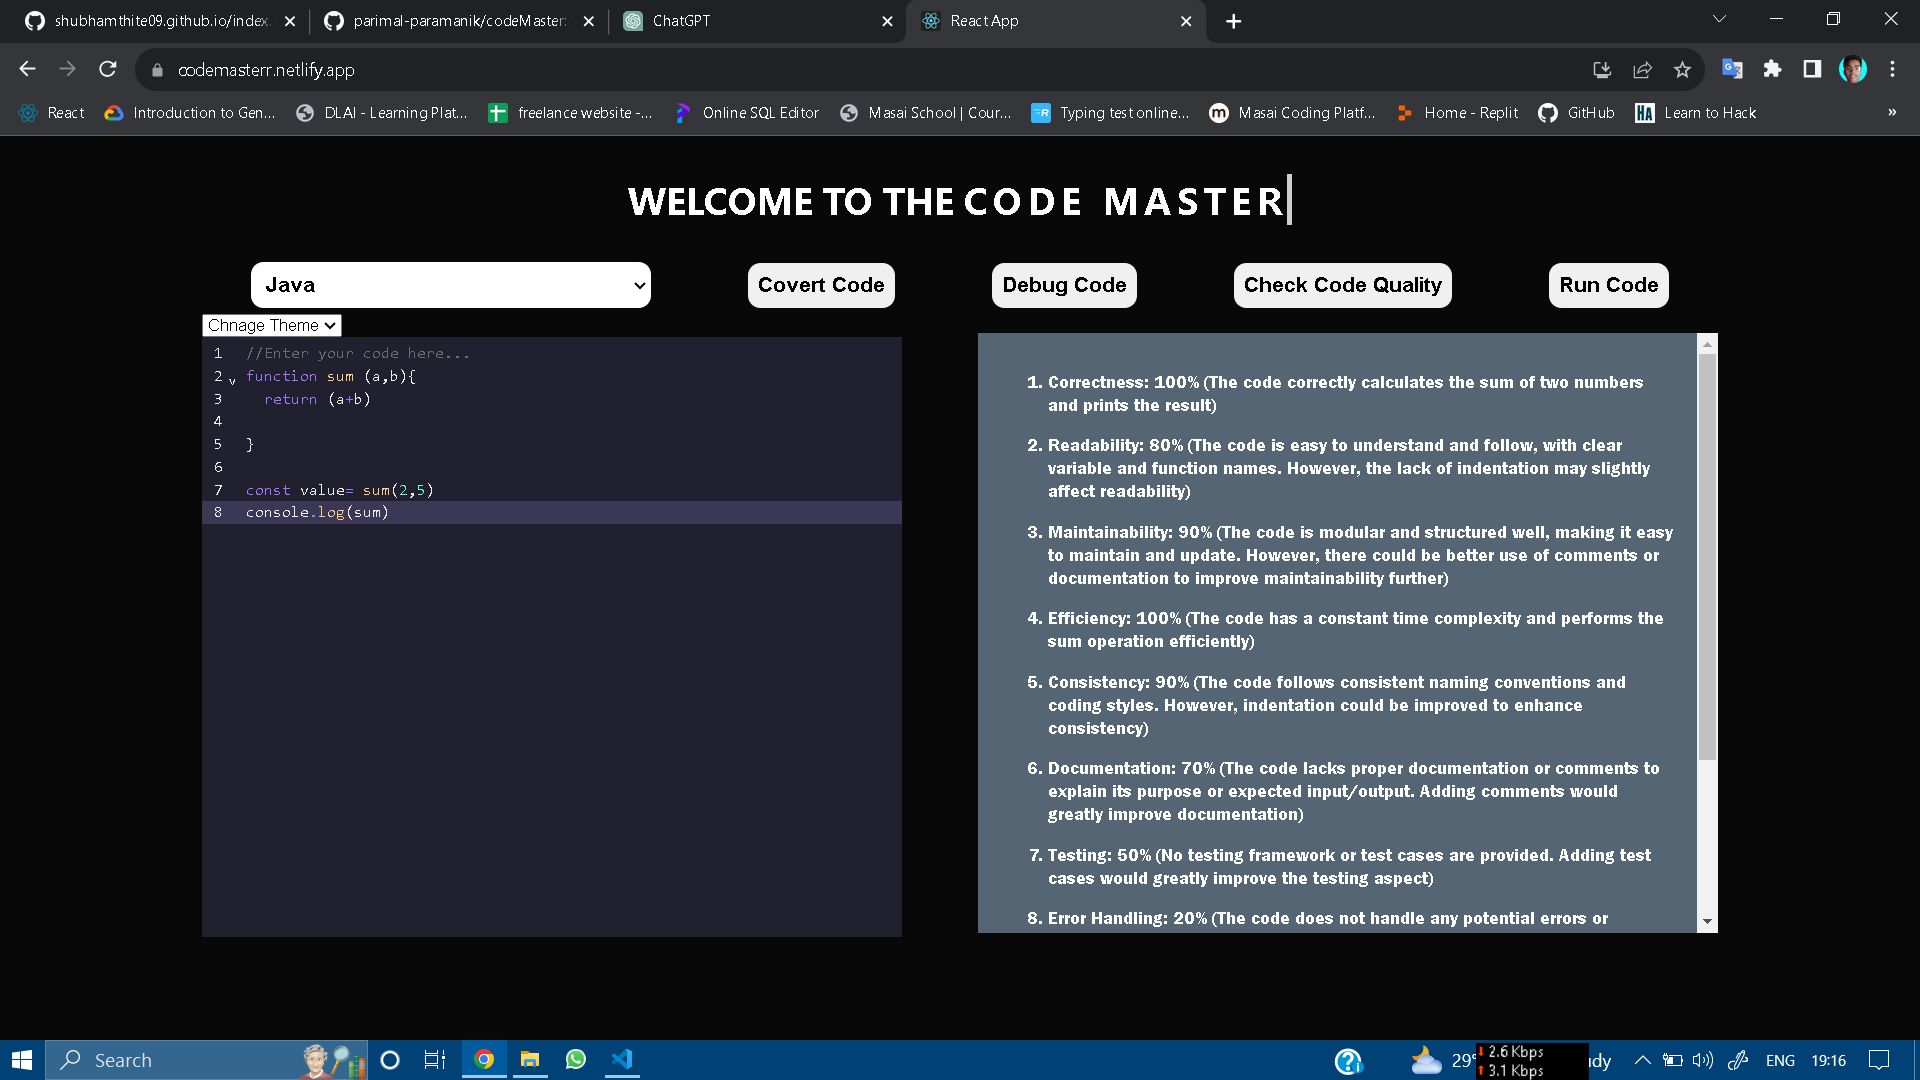 shubhamthite09.github.io/index.
parimal-paramanik/codeMaster:
ChatGPT
React App
codemasterr.netlify.app
React
Introduction to Gen...
DLAI - Learning Plat...
freelance website -...
Online SQL Editor
Masai School | Cour...
Typing test online...
Masai Coding Platf...
Home - Replit
GitHub
HA
Learn to Hack
»
WELCOME TO THE CODE MASTER
Java
Covert Code
Debug Code
Check Code Quality
Run Code
Chnage Theme
1 //Enter your code here...
2 function sum (a,b){
3 return (a+b)
4
5 }
6
7 const value= sum(2,5)
8 console.log(sum)
1. Correctness: 100% (The code correctly calculates the sum of two numbers
and prints the result)
2. Readability: 80% (The code is easy to understand and follow, with clear
variable and function names. However, the lack of indentation may slightly
affect readability)
3. Maintainability: 90% (The code is modular and structured well, making it easy
to maintain and update. However, there could be better use of comments or
documentation to improve maintainability further)
4. Efficiency: 100% (The code has a constant time complexity and performs the
sum operation efficiently)
5. Consistency: 90% (The code follows consistent naming conventions and
coding styles. However, indentation could be improved to enhance
consistency)
6. Documentation: 70% (The code lacks proper documentation or comments to
explain its purpose or expected input/output. Adding comments would
greatly improve documentation)
7. Testing: 50% (No testing framework or test cases are provided. Adding test
cases would greatly improve the testing aspect)
8. Error Handling: 20% (The code does not handle any potential errors or
Search
29°
2.6 Kbps
3.1 Kbps
ENG
19:16